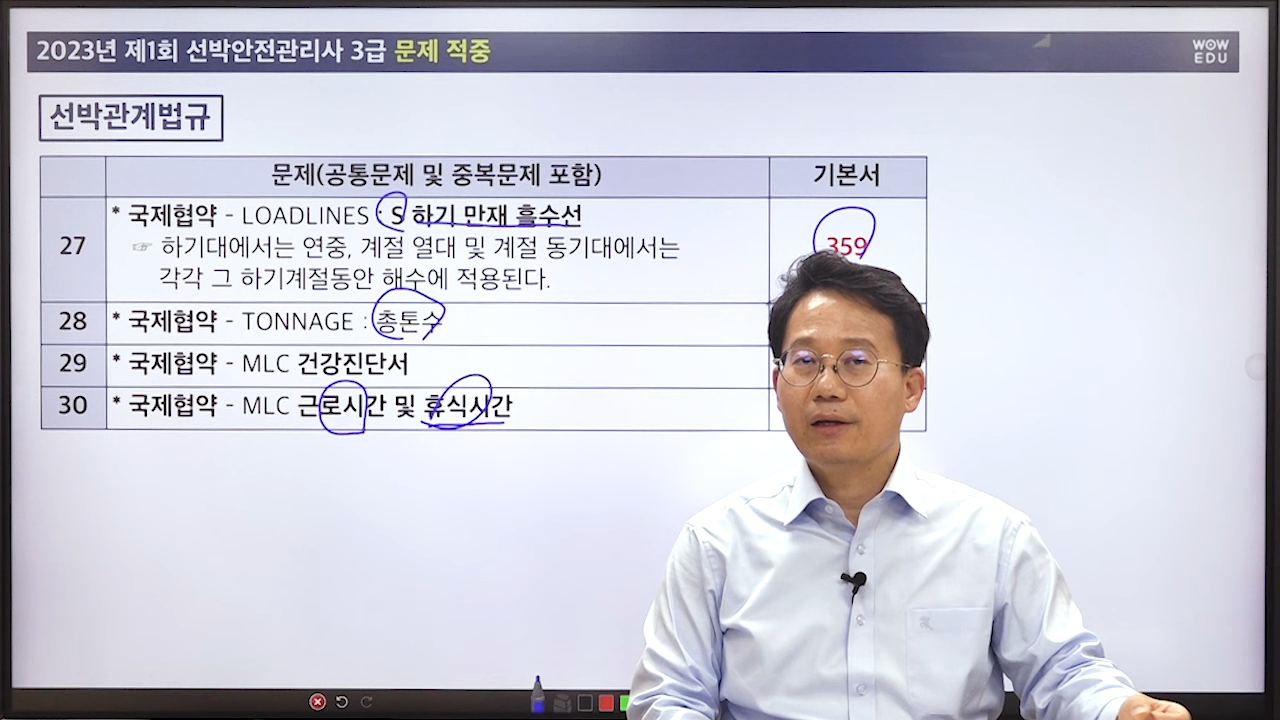 2023년 제1회 선박안전관리사 3급 문제 적중
WOW
EDU
선박관계법규
문제(공통문제 및 중복문제 포함) 기본서
27
* 국제협약 - LOADLINES : S 하기 만재 흘수선
☞ 하기대에서는 연중, 계절 열대 및 계절 동기대에서는
각각 그 하기계절동안 해수에 적용된다.
359
28 * 국제협약 - TONNAGE : 총톤수
29 * 국제협약 - MLC 건강진단서
30 * 국제협약 - MLC 근로시간 및 휴식시간